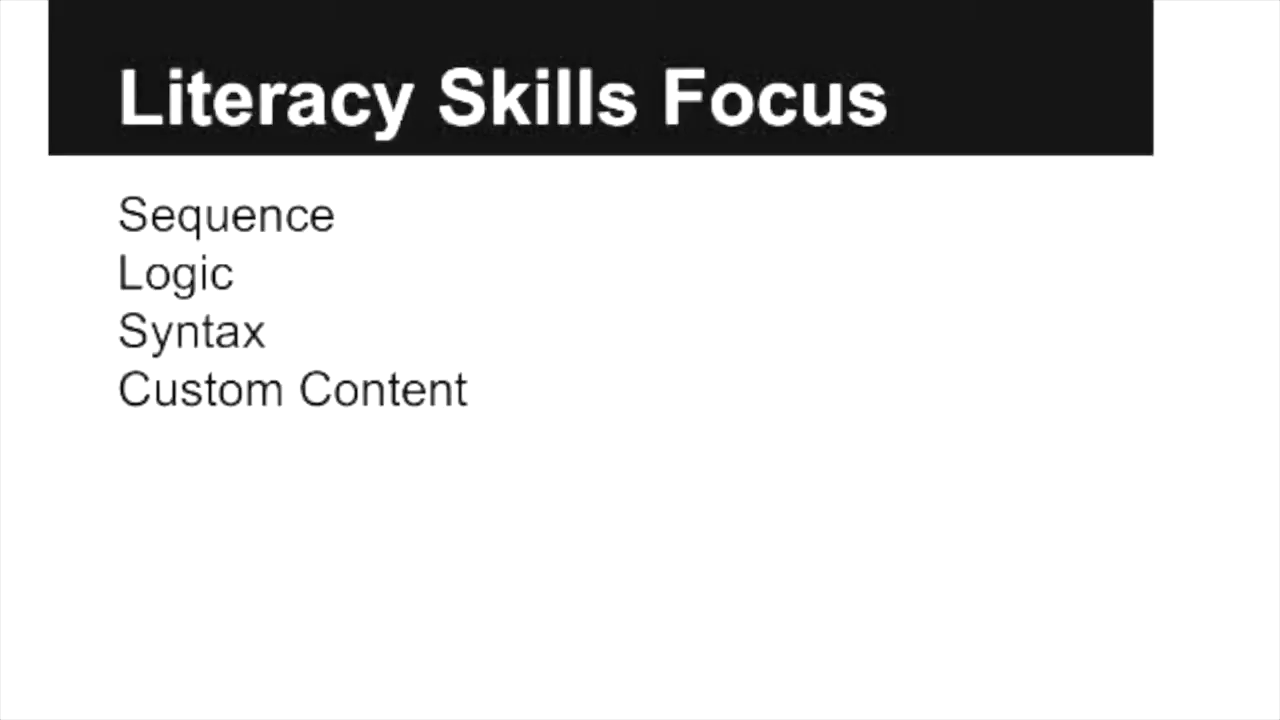 Literacy Skills Focus
Sequence
Logic
Syntax
Custom Content